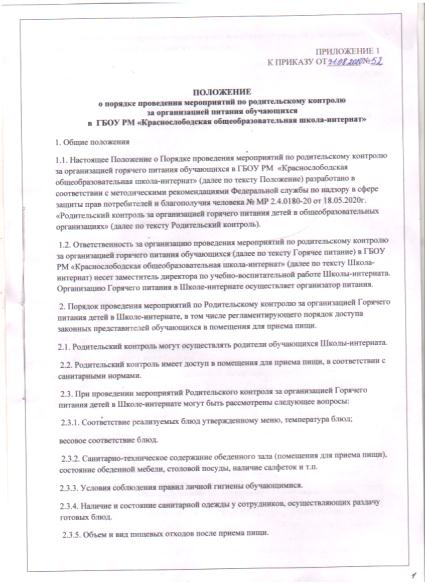 ПРИЛОЖЕНИЕ 1
К ПРИКАЗУ ОТ 31.08.2020 № 52
ПОЛОЖЕНИЕ
о порядке проведения мероприятий по родительскому контролю
за организацией питания обучающихся
в ГБОУ РМ «Краснослободская общеобразовательная школа-интернат»
1. Общие положения
1.1. Настоящее Положение о Порядке проведения мероприятий по родительскому контролю
за организацией горячего питания обучающихся в ГБОУ РМ «Краснослободская
общеобразовательная школа-интернат» (далее по тексту Положение) разработано в
соответствии с методическими рекомендациями Федеральной службы по надзору в сфере
защиты прав потребителей и благополучия человека № МР 2.4.0180-20 от 18.05.2020г.
«Родительский контроль за организацией горячего питания детей в общеобразовательных
организациях» (далее по тексту Родительский контроль).
1.2. Ответственность за организацию проведения мероприятий по родительскому контролю
за организацией горячего питания обучающихся (далее по тексту Горячее питание) в ГБОУ
РМ «Краснослободская общеобразовательная школа-интернат» (далее по тексту Школа-
интернат) несет заместитель директора по учебно-воспитательной работе Школы-интерната.
Организацию Горячего питания в Школе-интернате осуществляет организатор питания.
2. Порядок проведения мероприятий по Родительскому контролю за организацией Горячего
питания детей в Школе-интернате, в том числе регламентирующего порядок доступа
законных представителей обучающихся в помещения для приема пищи.
2.1. Родительский контроль могут осуществлять родители обучающихся Школы-интерната.
2.2. Родительский контроль имеет доступ в помещения для приема пищи, в соответствии с
санитарными нормами.
2.3. При проведении мероприятий Родительского контроля за организацией Горячего
питания детей в Школе-интернате могут быть рассмотрены следующее вопросы:
2.3.1. Соответствие реализуемых блюд утвержденному меню, температура блюд;
весовое соответствие блюд.
2.3.2. Санитарно-техническое содержание обеденного зала (помещения для приема пищи),
состояние обеденной мебели, столовой посуды, наличие салфеток и т.п.
2.3.3. Условия соблюдения правил личной гигиены обучающимися.
2.3.4. Наличие и состояние санитарной одежды у сотрудников, осуществляющих раздачу
готовых блюд.
2.3.5. Объем и вид пищевых отходов после приема пищи.
1